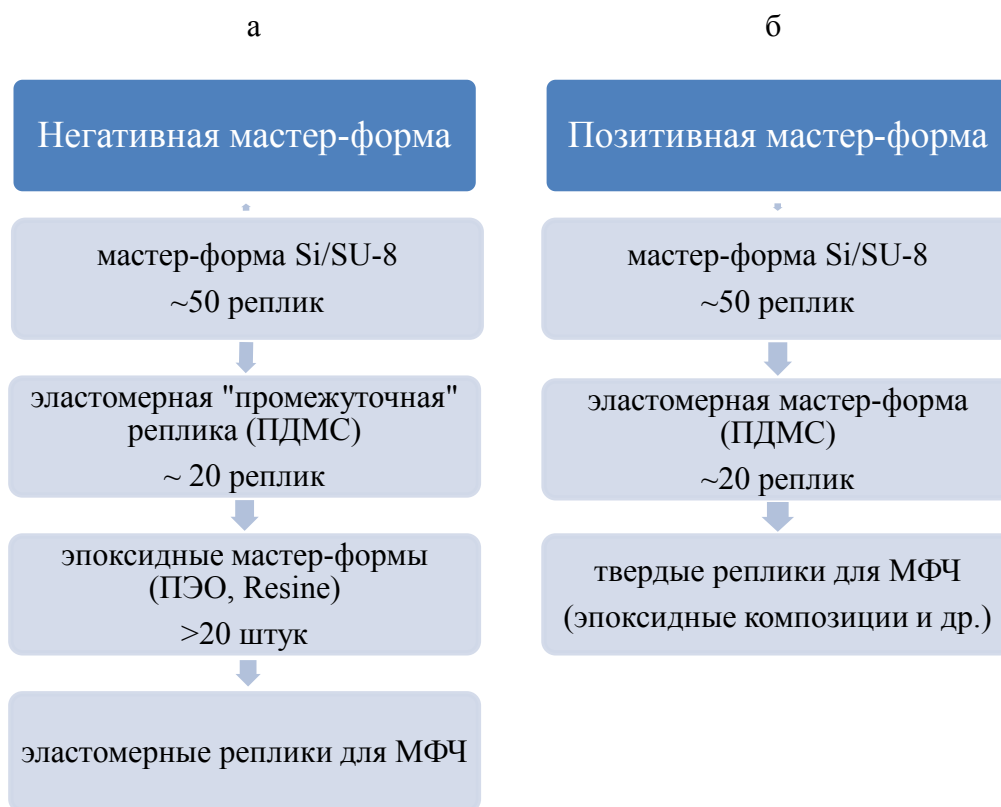 а
Негативная мастер-форма
мастер-форма Si/SU-8
~50 реплик
эластомерная "промежуточная"
реплика (ПДМС)
~ 20 реплик
эпоксидные мастер-формы
(ПЭО, Resine)
>20 штук
эластомерные реплики для МФЧ
б
Позитивная мастер-форма
мастер-форма Si/SU-8
~50 реплик
эластомерная мастер-форма
(ПДМС)
~20 реплик
твердые реплики для МФЧ
(эпоксидные композиции и др.)